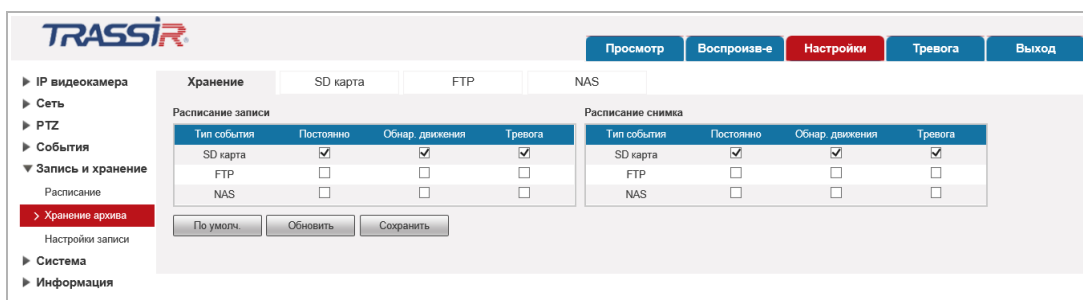 TRASSIR
Просмотр Воспроизв-е Настройки Тревога Выход
IP видеокамера
Сеть
PTZ
События
Запись и хранение
Расписание
Хранение архива
Настройки записи
Система
Информация
Хранение SD карта FTP NAS
Расписание записи
Тип события Постоянно Обнар. движения Тревога
SD карта
FTP
NAS
Расписание снимка
Тип события Постоянно Обнар. движения Тревога
SD карта
FTP
NAS
По умолч. Обновить Сохранить